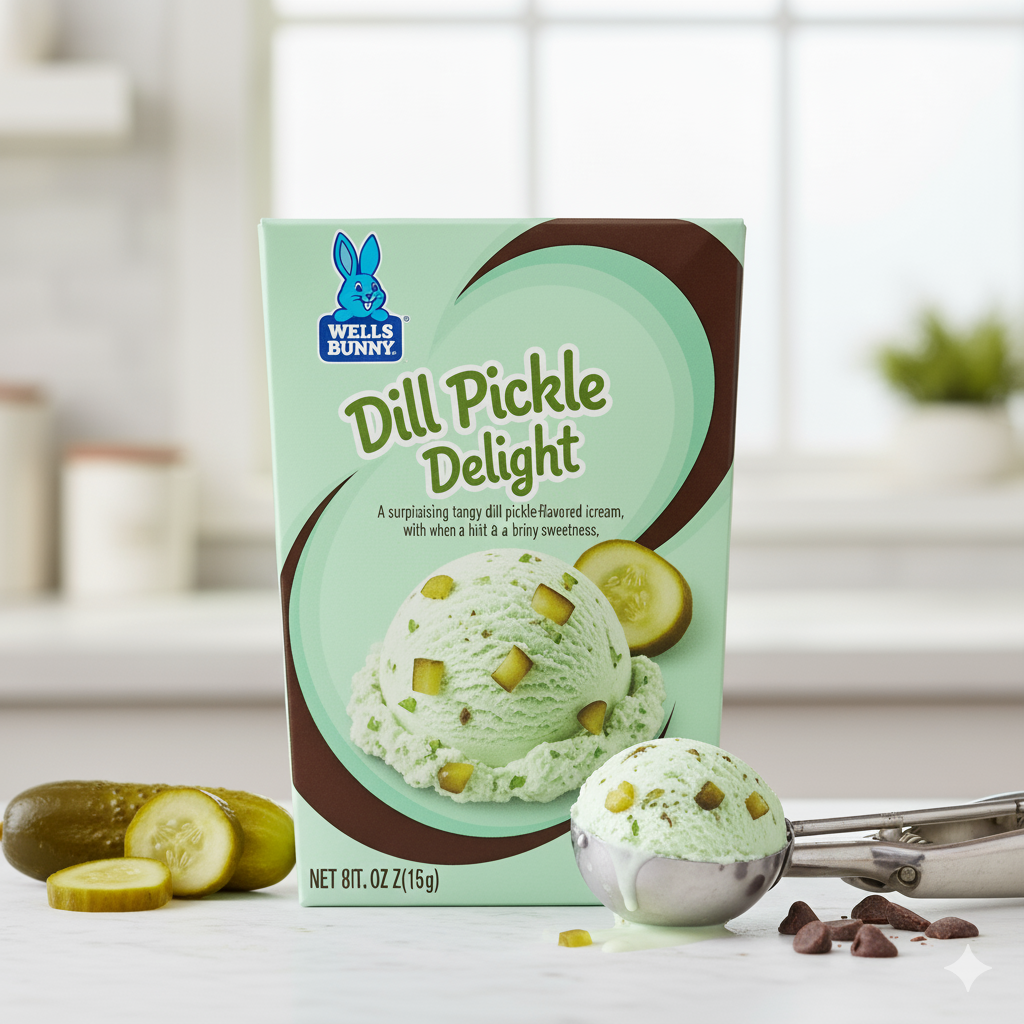 WELLS
BUNNY
Dill Pickle
Delight
A surpiaising tangy dill pickle-flavored icream,
with when a hiit & a briny sweetness,
NET 8IT. OZ Z(15g)